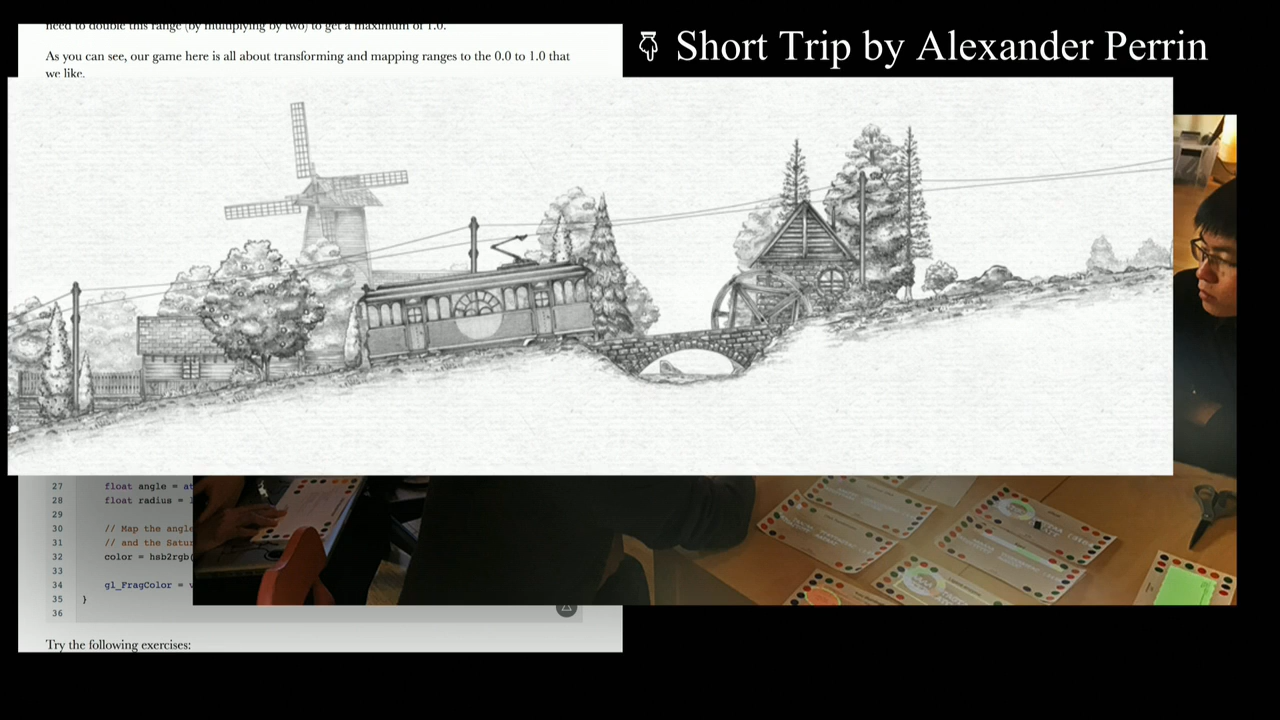 need to double this range (by multiplying by two) to get a maximum of 1.0.
Short Trip by Alexander Perrin
As you can see, our game here is all about transforming and mapping ranges to the 0.0 to 1.0 that
we like.
27 float angle = at
28 float radius = l
29
30 // Map the angle
31 // and the Satur
32 color = hsb2rgb(
33
34 gl_FragColor = v
35 }
36
Try the following exercises: